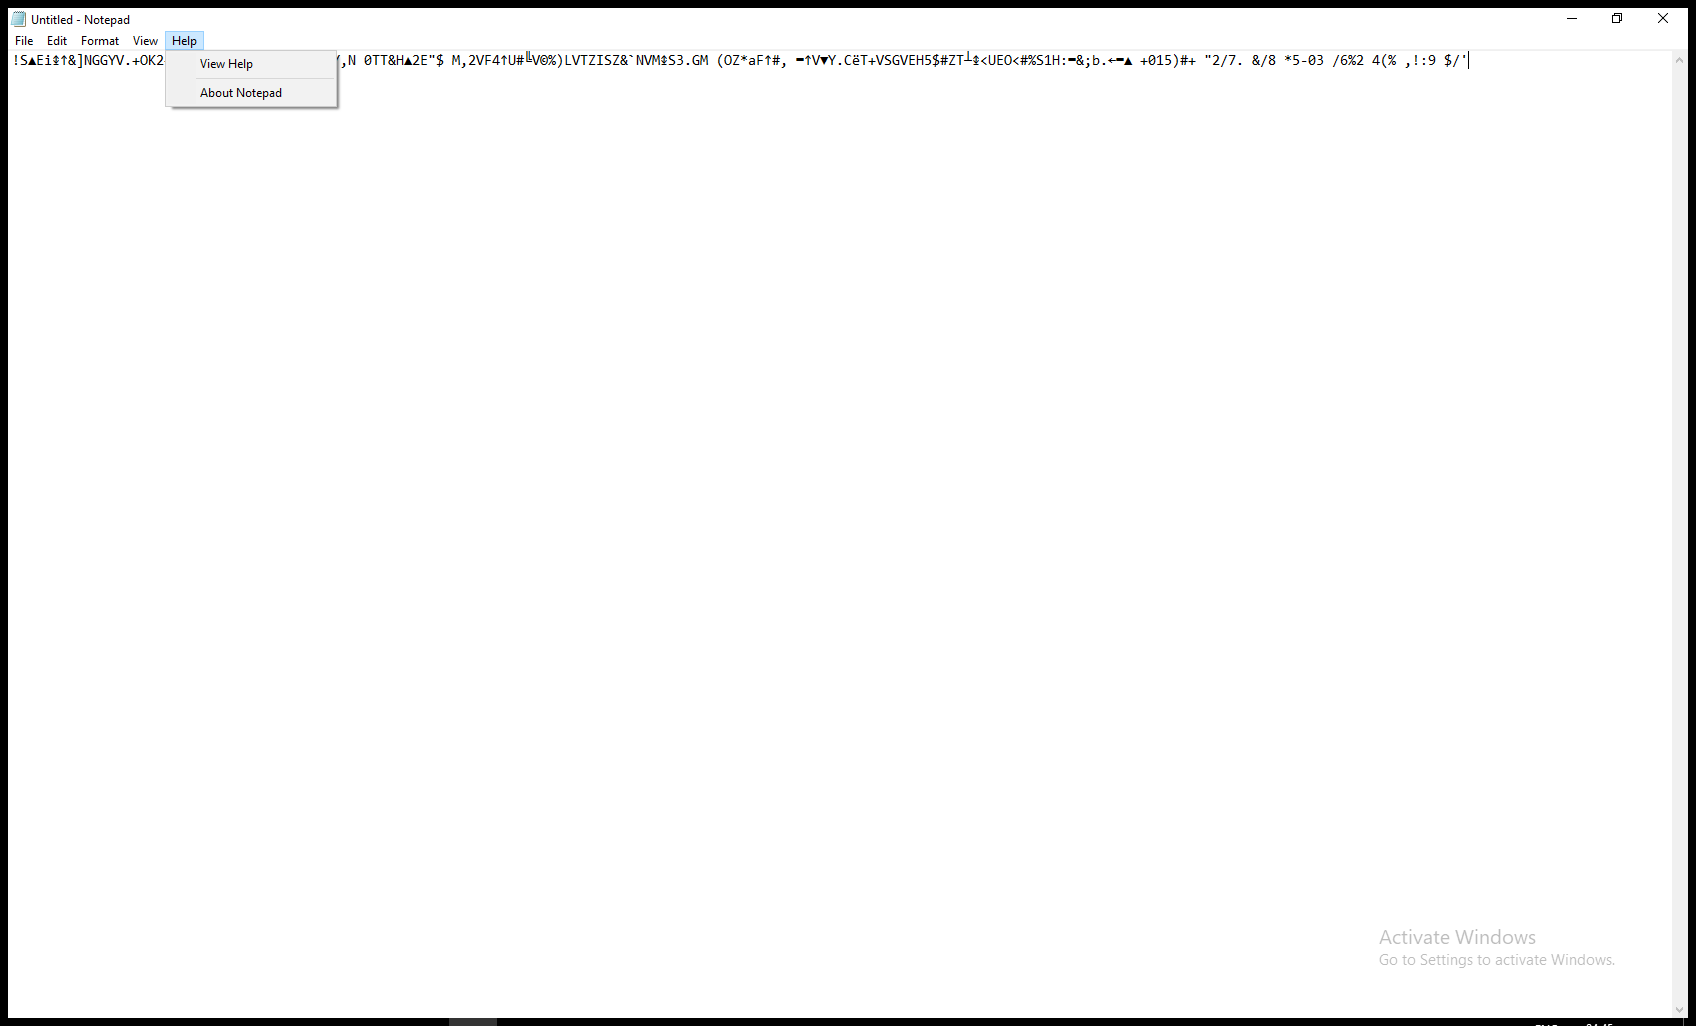 Untitled - Notepad
File Edit Format View Help
!S▲Ei↨↑&]NGGYV.+OK2
,N 0TT&H▲2E"$ M,2VF4↑U#╚V©%)LVTZISZ&`NVM↨S3.GM (OZ*aF↑#, ▬↑V▼Y.CëT+VSGVEH5$#ZT┴↨<UEO<#%S1H:▬&;b.←▬▲ +015)#+ "2/7. &/8 *5-03 /6%2 4(% ,!:9 $/'
View Help
About Notepad
Activate Windows
Go to Settings to activate Windows.